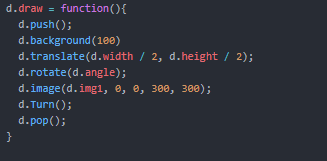 d.draw = function(){
d.push();
d.background(100)
d.translate(d.width / 2, d.height / 2);
d.rotate(d.angle);
d.image(d.img1, 0, 0, 300, 300);
d.Turn();
d.pop();
}